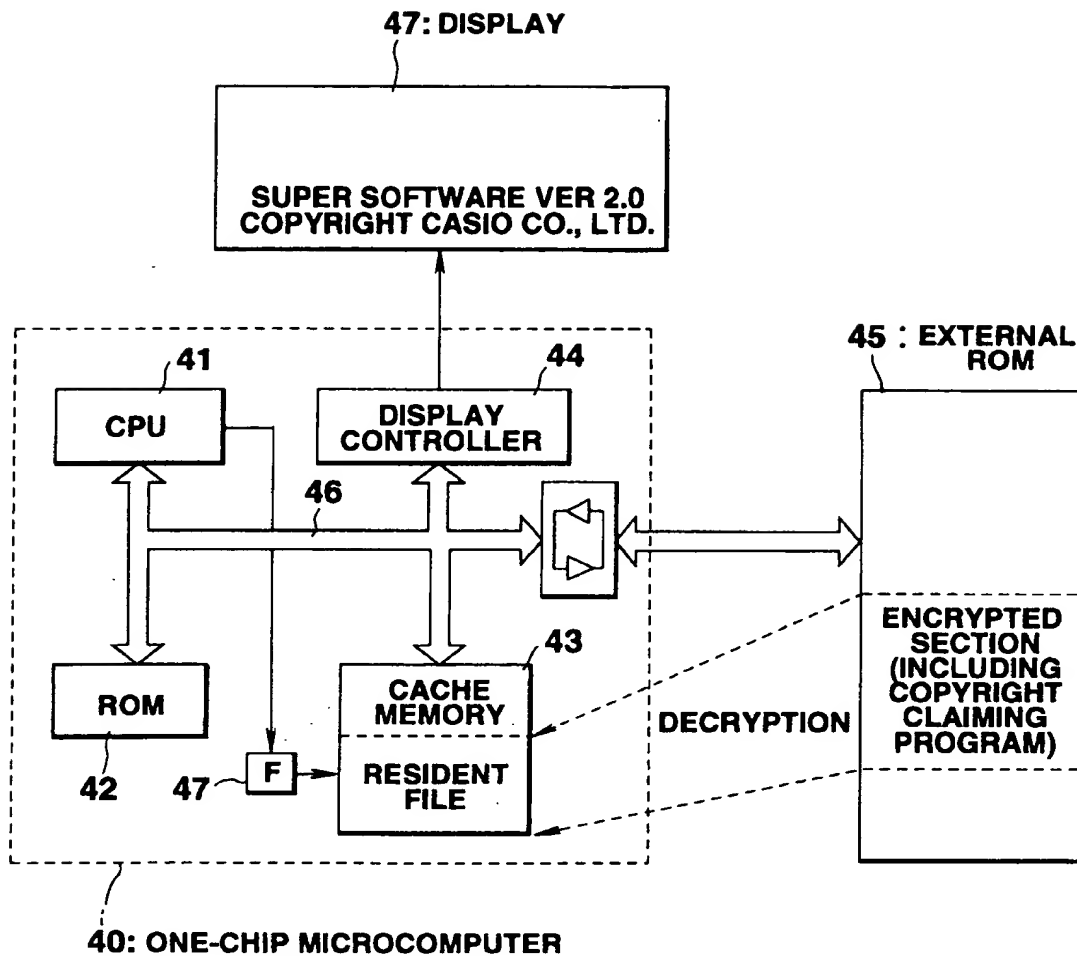 47: DISPLAY
SUPER SOFTWARE VER 2.0
COPYRIGHT CASIO CO., LTD.
41
CPU
44
DISPLAY
CONTROLLER
45 : EXTERNAL
ROM
46
ROM
42
47
F
43
CACHE
MEMORY
RESIDENT
FILE
DECRYPTION
ENCRYPTED
SECTION
(INCLUDING
COPYRIGHT
CLAIMING
PROGRAM)
40: ONE-CHIP MICROCOMPUTER